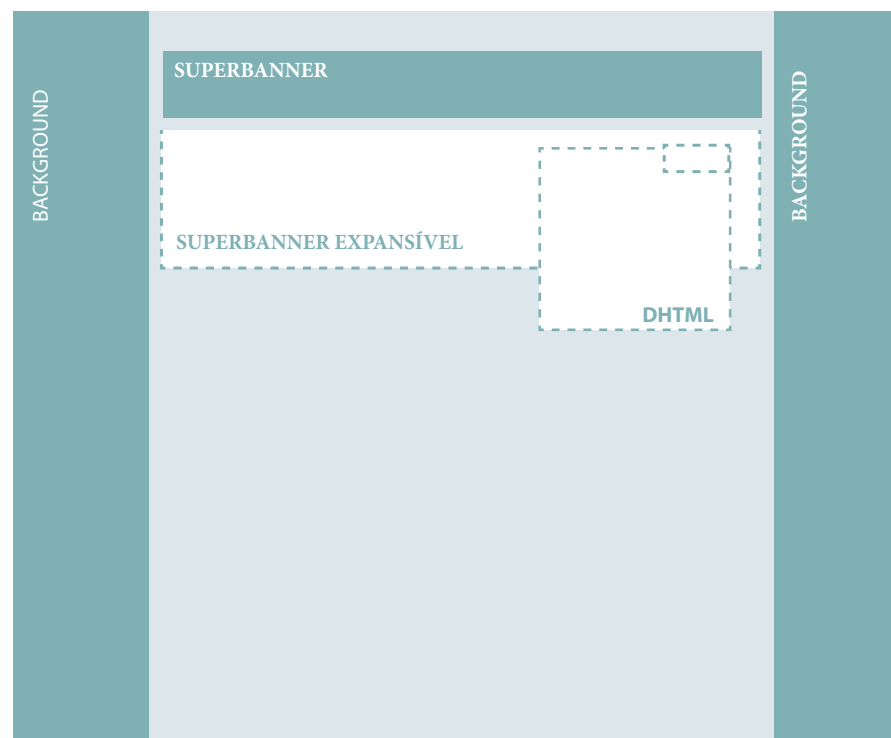 BACKGROUND
SUPERBANNER
SUPERBANNER EXPANSÍVEL
DHTML
BACKGROUND